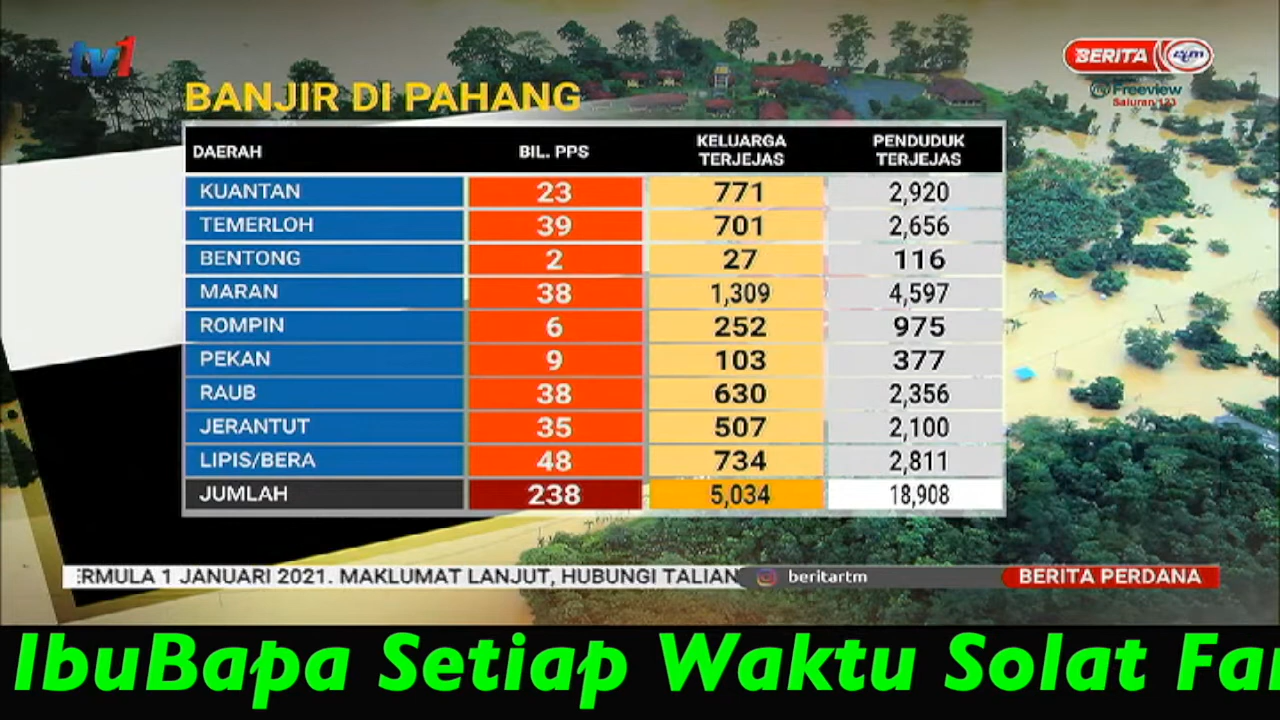 tv1
BERITA rtm
Freeview
Saluran 123
BANJIR DI PAHANG
DAERAH BIL. PPS KELUARGA TERJEJAS PENDUDUK TERJEJAS
KUANTAN 23 771 2,920
TEMERLOH 39 701 2,656
BENTONG 2 27 116
MARAN 38 1,309 4,597
ROMPIN 6 252 975
PEKAN 9 103 377
RAUB 38 630 2,356
JERANTUT 35 507 2,100
LIPIS/BERA 48 734 2,811
JUMLAH 238 5,034 18,908
ERMULA 1 JANUARI 2021. MAKLUMAT LANJUT, HUBUNGI TALIAN beritartm BERITA PERDANA
IbuBapa Setiap Waktu Solat Far